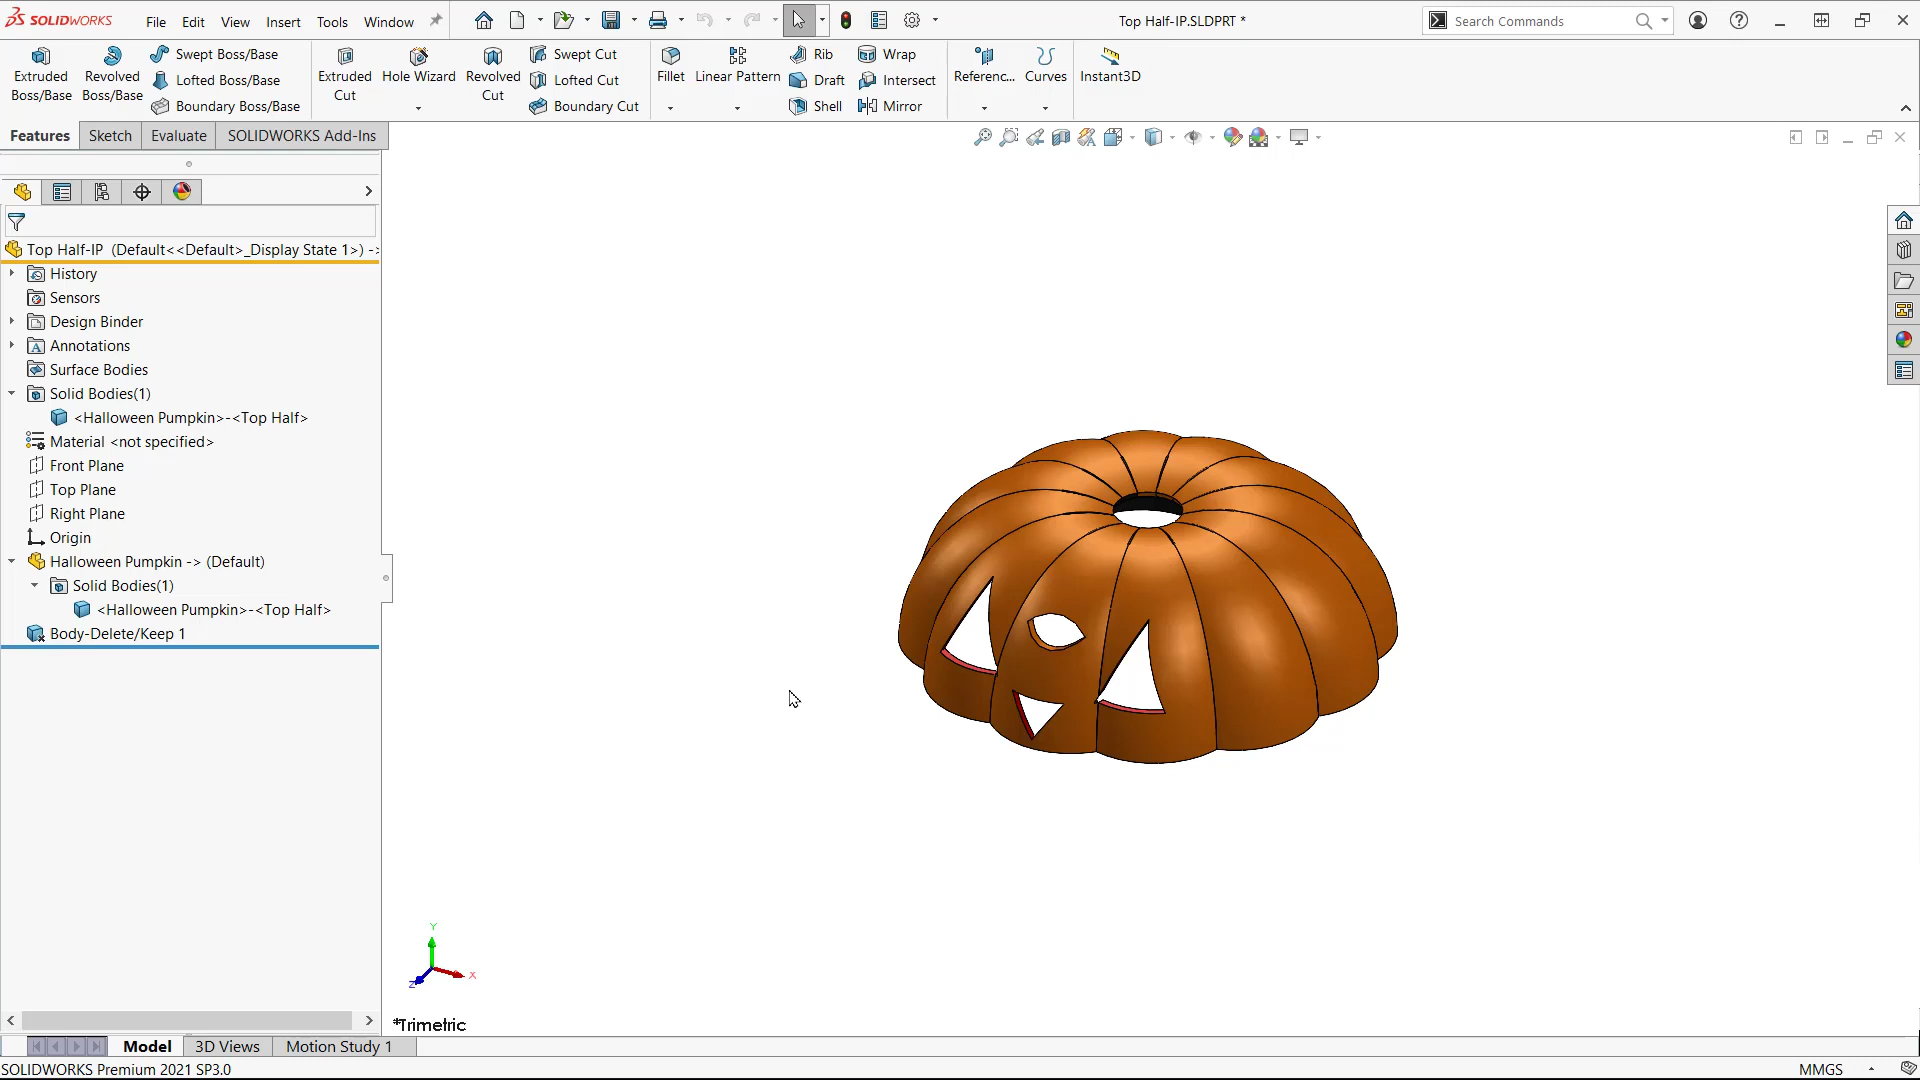 SOLIDWORKS File Edit View Insert Tools Window Top Half-IP.SLDPRT * Search Commands
Extruded Boss/Base
Revolved Boss/Base
Swept Boss/Base
Lofted Boss/Base
Boundary Boss/Base
Extruded Cut
Hole Wizard
Revolved Cut
Swept Cut
Lofted Cut
Boundary Cut
Fillet
Linear Pattern
Rib
Draft
Shell
Wrap
Intersect
Mirror
Referenc...
Curves
Instant3D
Features Sketch Evaluate SOLIDWORKS Add-Ins
Top Half-IP (Default<<Default>_Display State 1>) ->
History
Sensors
Design Binder
A Annotations
Surface Bodies
Solid Bodies(1)
<Halloween Pumpkin>-<Top Half>
Material <not specified>
Front Plane
Top Plane
Right Plane
Origin
Halloween Pumpkin -> (Default)
Solid Bodies(1)
<Halloween Pumpkin>-<Top Half>
Body-Delete/Keep 1
Y
X
Z
*Trimetric
Model 3D Views Motion Study 1
SOLIDWORKS Premium 2021 SP3.0 MMGS